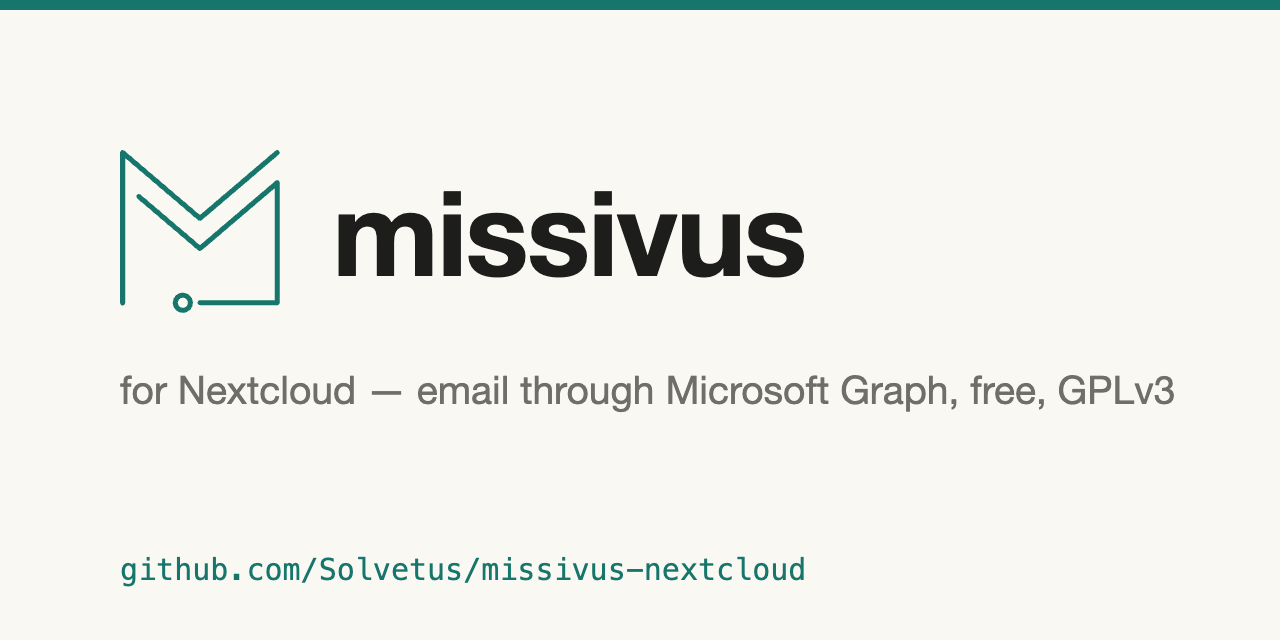 missivus
for Nextcloud — email through Microsoft Graph, free, GPLv3
github.com/Solvetus/missivus-nextcloud